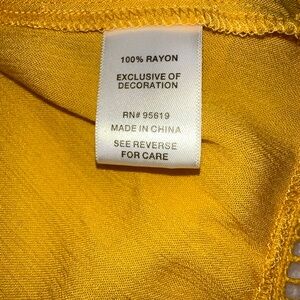 100% RAYON
EXCLUSIVE OF
DECORATION
RN# 95619
MADE IN CHINA
SEE REVERSE
FOR CARE